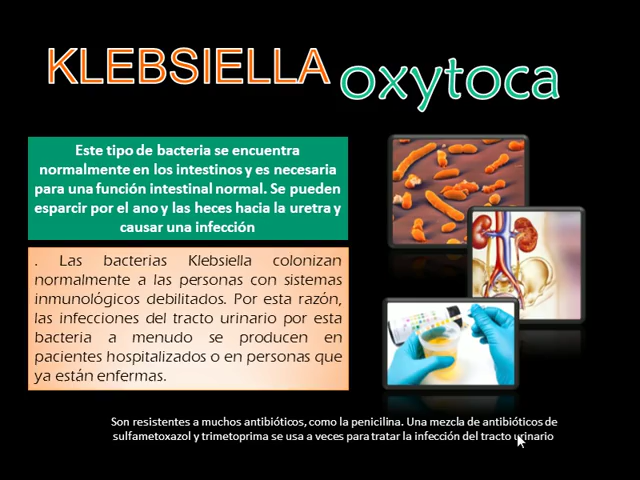 KLEBSIELLA oxytoca
Este tipo de bacteria se encuentra
normalmente en los intestinos y es necesaria
para una función intestinal normal. Se pueden
esparcir por el ano y las heces hacia la uretra y
causar una infección
. Las bacterias Klebsiella colonizan
normalmente a las personas con sistemas
inmunológicos debilitados. Por esta razón,
las infecciones del tracto urinario por esta
bacteria a menudo se producen en
pacientes hospitalizados o en personas que
ya están enfermas.
Son resistentes a muchos antibióticos, como la penicilina. Una mezcla de antibióticos de
sulfametoxazol y trimetoprima se usa a veces para tratar la infección del tracto urinario